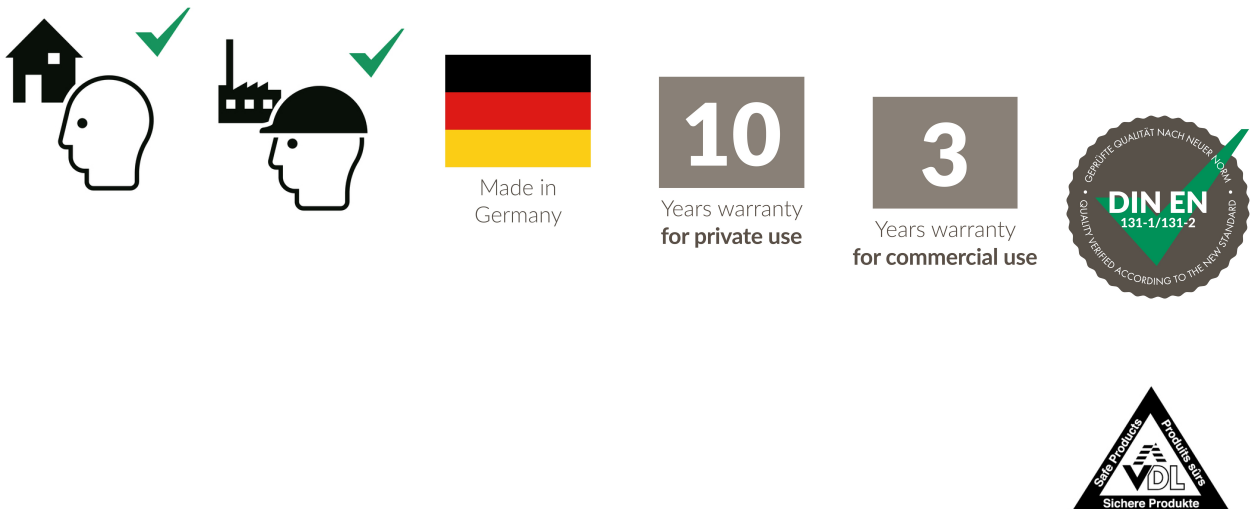 Made in
Germany
10
Years warranty
for private use
3
Years warranty
for commercial use
GEPRÜFTE QUALITÄT NACH NEUER NORM
DIN EN
131-1/131-2
QUALITY VERIFIED ACCORDING TO THE NEW STANDARD
Safe Products
Produits sûrs
VDL
Sichere Produkte